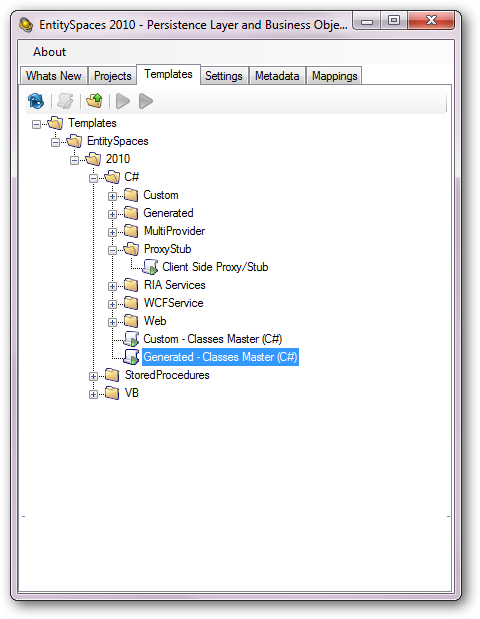 EntitySpaces 2010 - Persistence Layer and Business Obje...
About
Whats New Projects Templates Settings Metadata Mappings
Templates
EntitySpaces
2010
C#
Custom
Generated
MultiProvider
ProxyStub
Client Side Proxy/Stub
RIA Services
WCFService
Web
Custom - Classes Master (C#)
Generated - Classes Master (C#)
StoredProcedures
VB